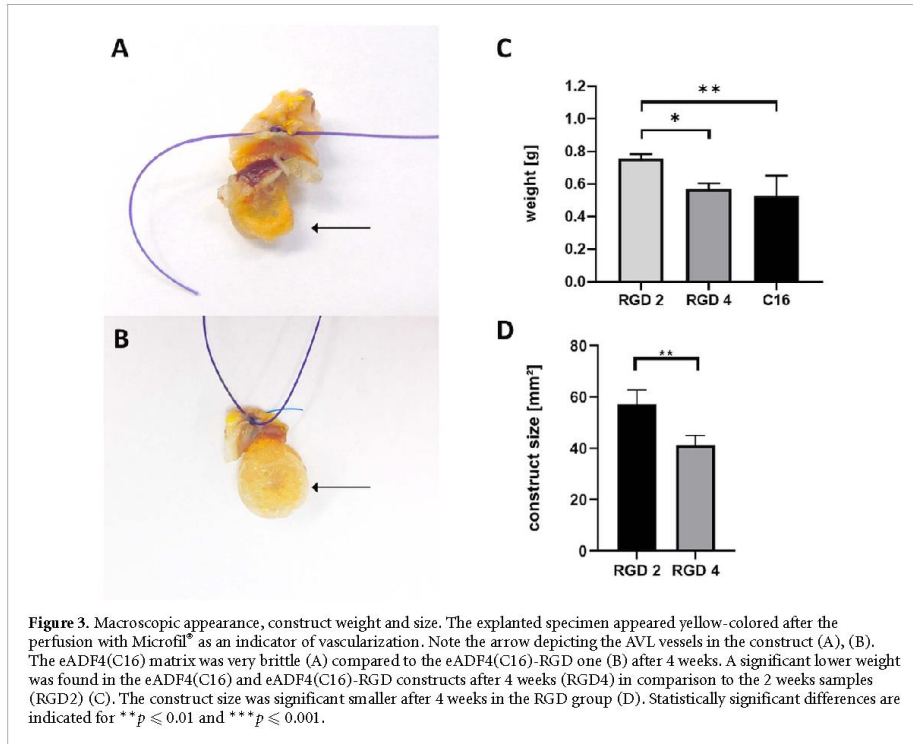 A
C
1.2
1.0
0.8
0.6
0.4
0.2
0.0
weight [g]
**
*
RGD 2 RGD 4 C16
B
D
80
60
40
20
0
construct size [mm²]
**
RGD 2 RGD 4
Figure 3. Macroscopic appearance, construct weight and size. The explanted specimen appeared yellow-colored after the
perfusion with Microfil® as an indicator of vascularization. Note the arrow depicting the AVL vessels in the construct (A), (B).
The eADF4(C16) matrix was very brittle (A) compared to the eADF4(C16)-RGD one (B) after 4 weeks. A significant lower weight
was found in the eADF4(C16) and eADF4(C16)-RGD constructs after 4 weeks (RGD4) in comparison to the 2 weeks samples
(RGD2) (C). The construct size was significant smaller after 4 weeks in the RGD group (D). Statistically significant differences are
indicated for **p ⩽ 0.01 and ***p ⩽ 0.001.